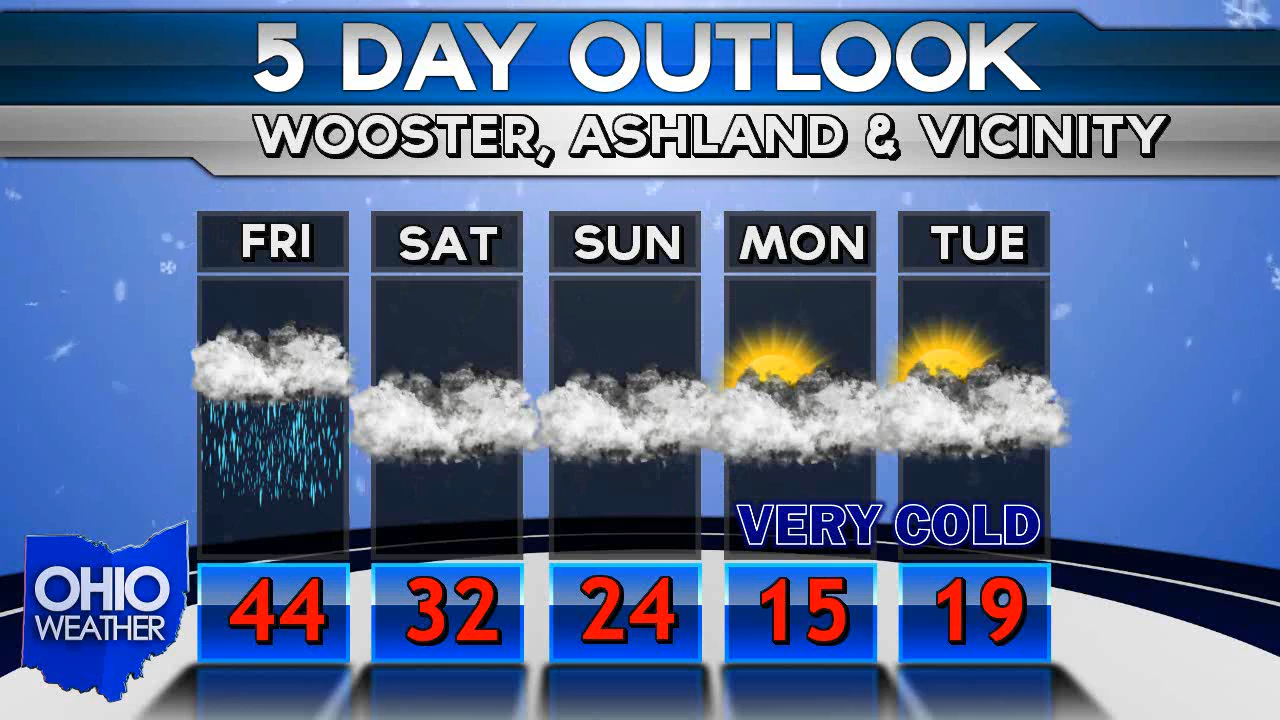 5 DAY OUTLOOK
WOOSTER, ASHLAND & VICINITY
FRI SAT SUN MON TUE
VERY COLD
44 32 24 15 19
OHIO
WEATHER